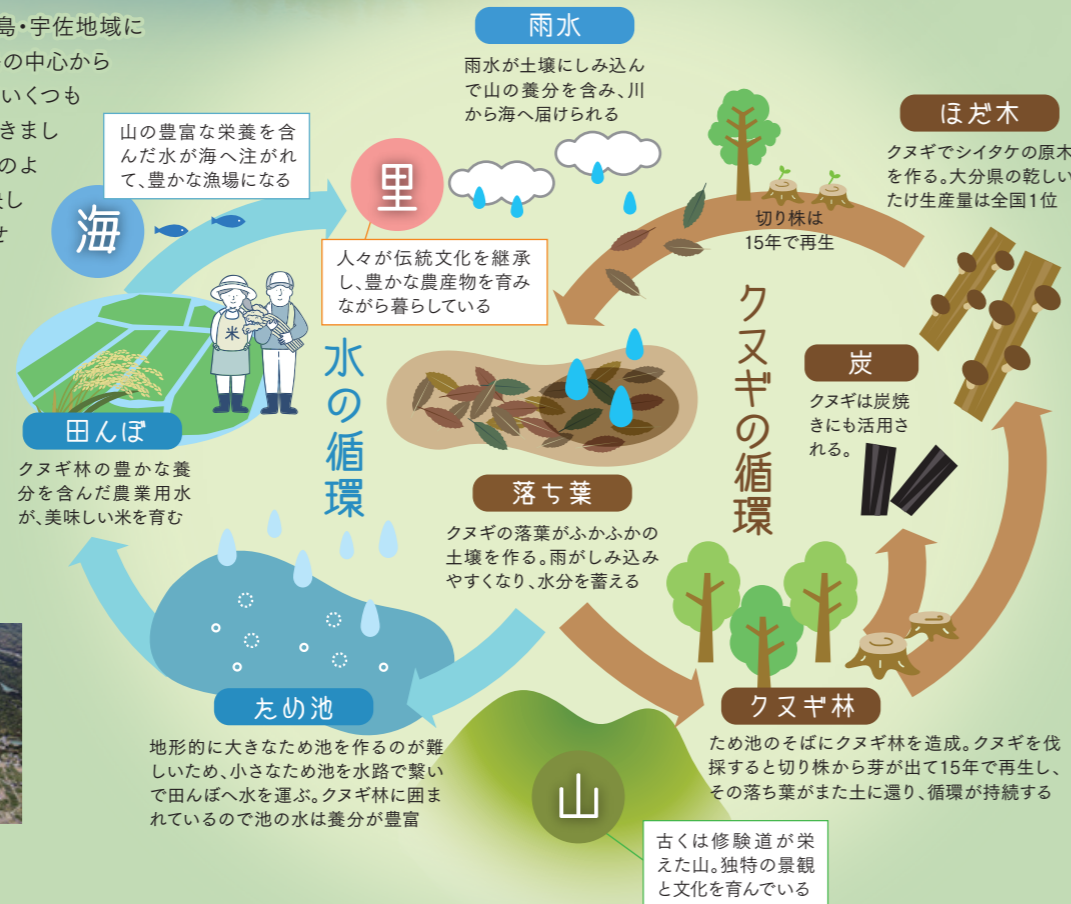 島・宇佐地域に
の中心から
いくつも
きまし
のよ
し
せ
雨水
雨水が土壌にしみ込ん
で山の養分を含み、川
から海へ届けられる
山の豊富な栄養を含
んだ水が海へ注がれ
て、豊かな漁場になる
海
里
人々が伝統文化を継承
し、豊かな農産物を育み
ながら暮らしている
ほだ木
クヌギでシイタケの原木
を作る。大分県の乾しい
たけ生産量は全国1位
切り株は
15年で再生
クヌギの循環
炭
クヌギは炭焼
きにも活用さ
れる。
水の循環
米
田んぼ
クヌギ林の豊かな養
分を含んだ農業用水
が、美味しい米を育む
落ち葉
クヌギの落葉がふかふかの
土壌を作る。雨がしみ込み
やすくなり、水分を蓄える
ため池
地形的に大きなため池を作るのが難
しいため、小さなため池を水路で繋い
で田んぼへ水を運ぶ。クヌギ林に囲ま
れているので池の水は養分が豊富
クヌギ林
ため池のそばにクヌギ林を造成。クヌギを伐
採すると切り株から芽が出て15年で再生し、
その落ち葉がまた土に還り、循環が持続する
山
古くは修験道が栄
えた山。独特の景観
と文化を育んでいる